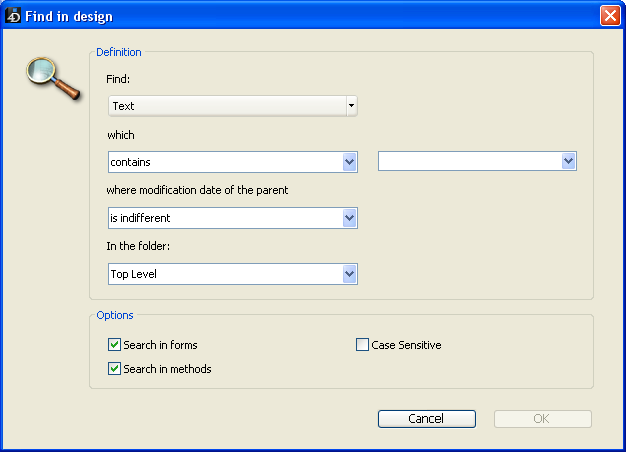 4D Find in design
Definition
Find:
Text
which
contains
where modification date of the parent
is indifferent
In the folder:
Top Level
Options
Search in forms
Case Sensitive
Search in methods
Cancel
OK